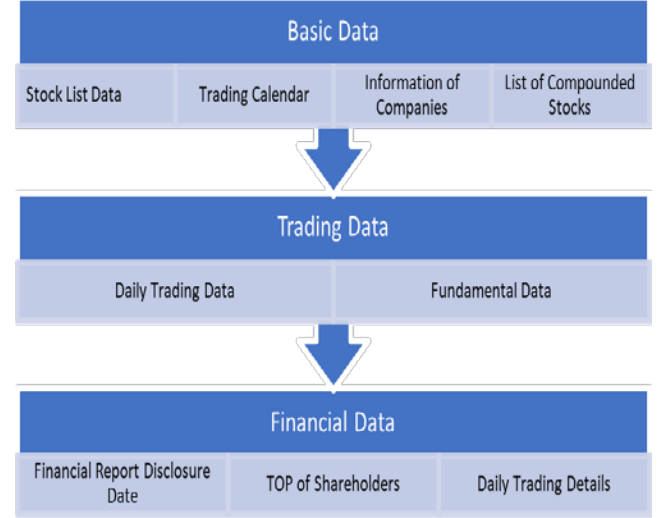 Basic Data
Stock List Data
Trading Calendar
Information of
Companies
List of Compounded
Stocks
Trading Data
Daily Trading Data
Fundamental Data
Financial Data
Financial Report Disclosure
Date
TOP of Shareholders
Daily Trading Details